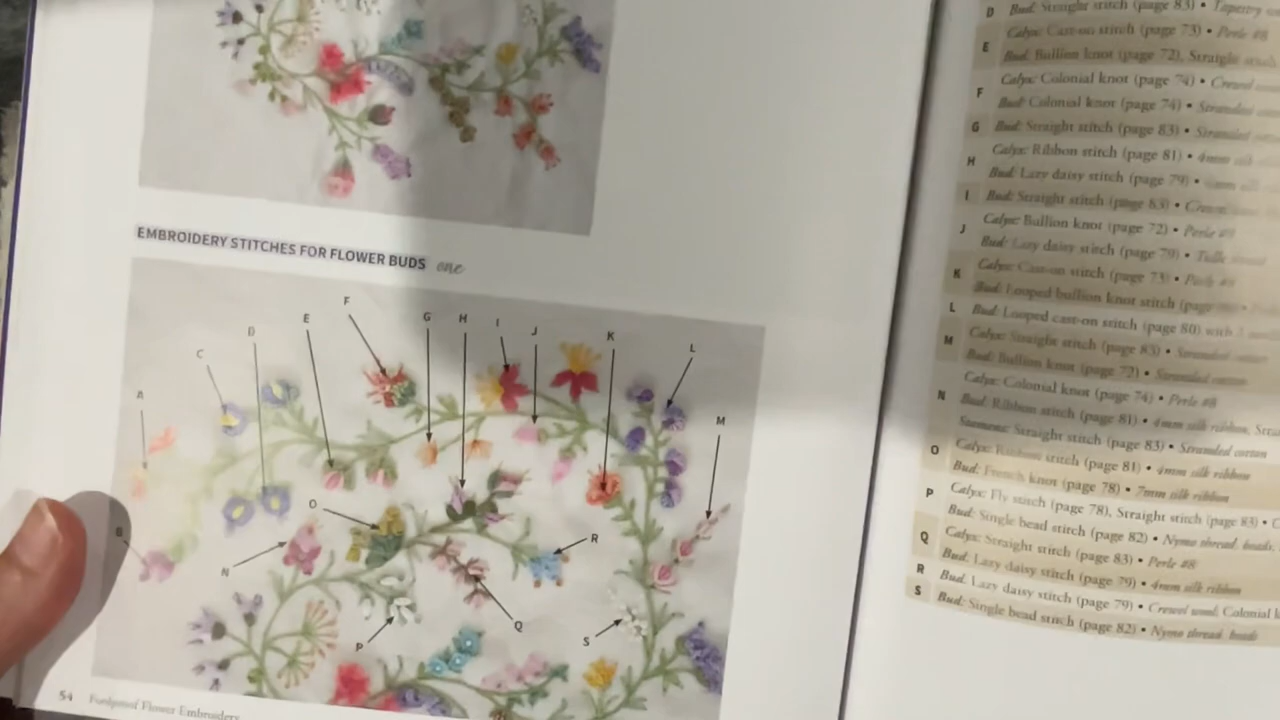 EMBROIDERY STITCHES FOR FLOWER BUDS one
F
G H I J
E
D
K
C
L
A
M
O
B
R
N
Q
P
S
54 Foolproof Flower Embroidery
D Bud: Straight stitch (page 83) • Tapestry
Calyx: Cast-on stitch (page 73) • Perle #8
E Bud: Bullion knot (page 72), Straight stitch
Calyx: Colonial knot (page 74) • Crewel
F Bud: Colonial knot (page 74) • Stranded
G Bud: Straight stitch (page 83) • Stranded
Calyx: Ribbon stitch (page 81) • 4mm silk
H Bud: Lazy daisy stitch (page 79) •
I Bud: Straight stitch (page 83) • Crewel
Calyx: Bullion knot (page 72) • Perle #8
J Bud: Lazy daisy stitch (page 79) • Tulle
Calyx: Cast-on stitch (page 73) • Perle #8
K Bud: Looped bullion knot stitch (page
L Bud: Looped cast-on stitch (page 80) with
Calyx: Straight stitch (page 83) • Stranded cotton
M Bud: Bullion knot (page 72) • Stranded cotton
Calyx: Colonial knot (page 74) • Perle #8
N Bud: Ribbon stitch (page 81) • 4mm silk ribbon,
Stamens: Straight stitch (page 83) • Stranded cotton
O Calyx: Ribbon stitch (page 81) • 4mm silk ribbon
Bud: French knot (page 78) • 7mm silk ribbon
P Calyx: Fly stitch (page 78), Straight stitch (page 83) •
Bud: Single bead stitch (page 82) • Nymo thread, beads
Q Calyx: Straight stitch (page 83) • Perle #8
Bud: Lazy daisy stitch (page 79) • 4mm silk ribbon
R Bud: Lazy daisy stitch (page 79) • Crewel wool; Colonial
S Bud: Single bead stitch (page 82) • Nymo thread, beads